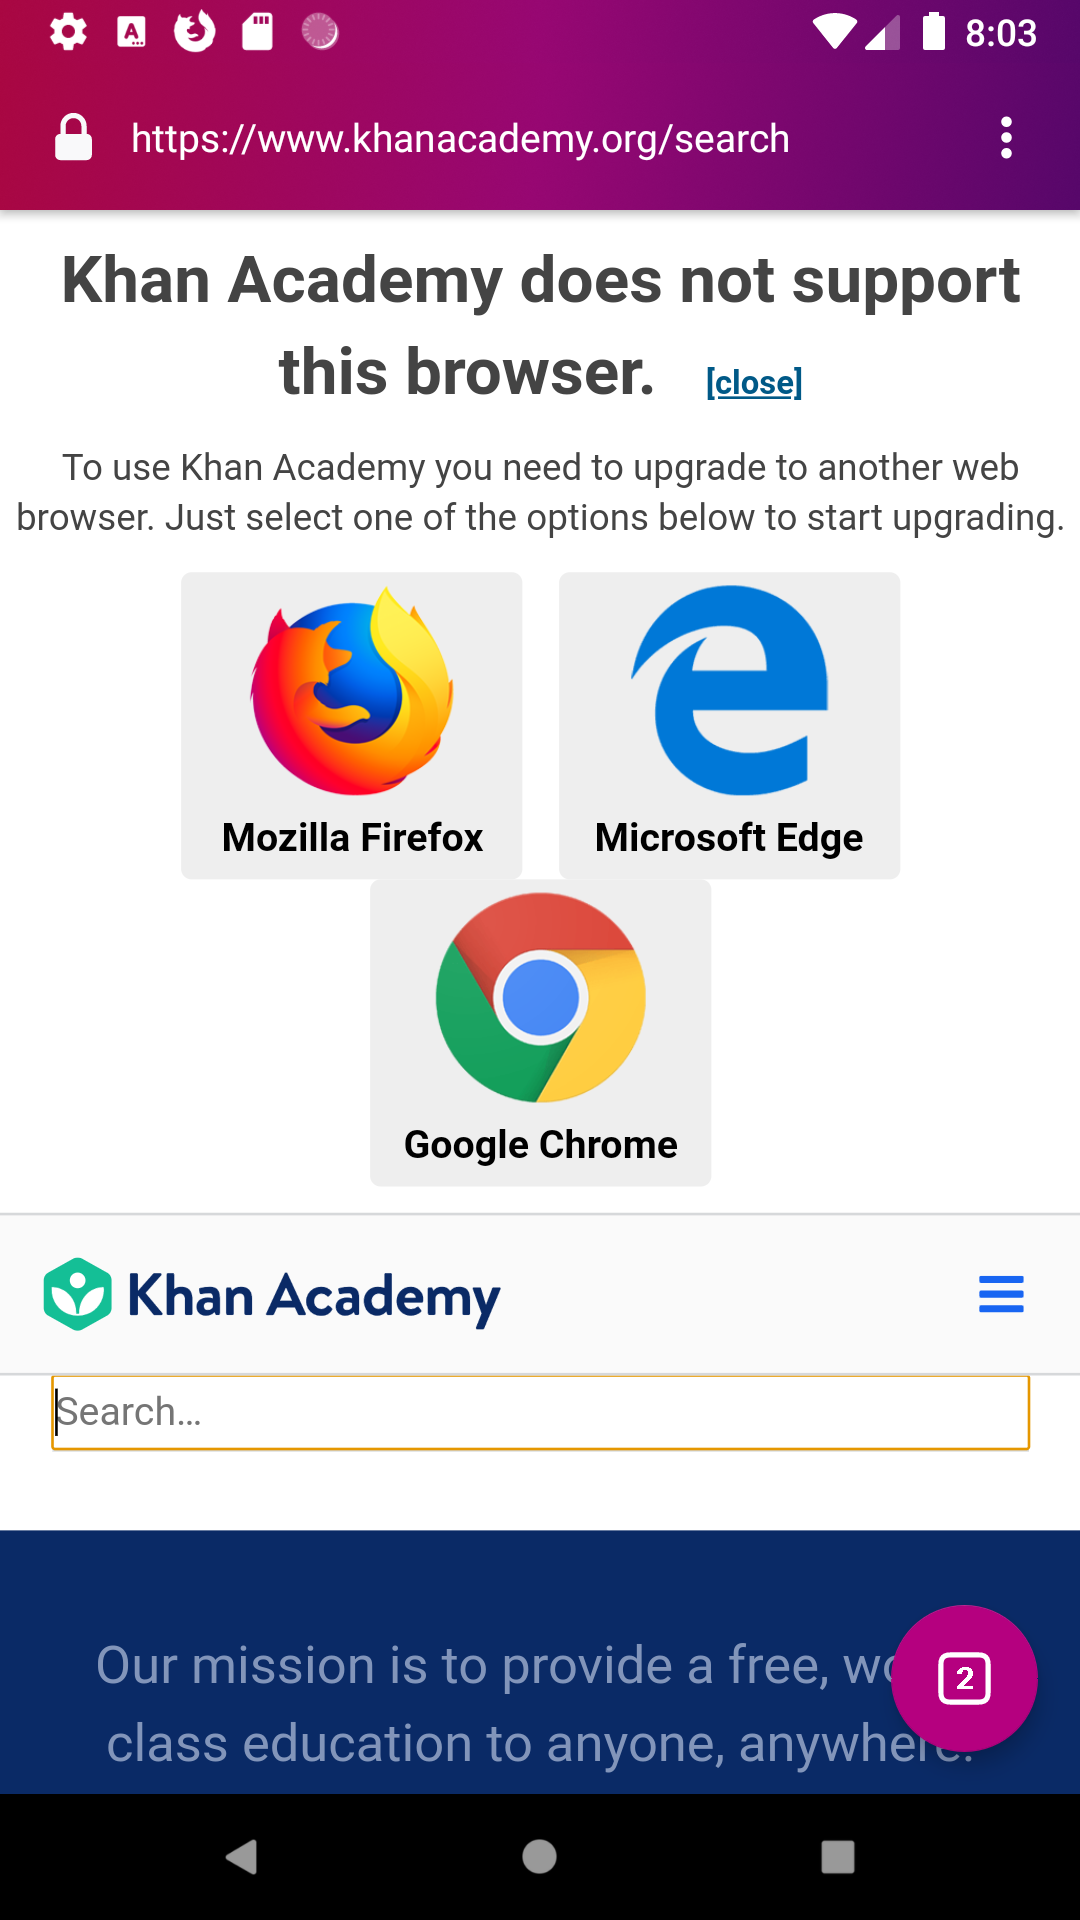 8:03
https://www.khanacademy.org/search
Khan Academy does not support
this browser. [close]
To use Khan Academy you need to upgrade to another web
browser. Just select one of the options below to start upgrading.
Mozilla Firefox Microsoft Edge
Google Chrome
Khan Academy
Search...
Our mission is to provide a free,
class education to anyone, anywhere.
2